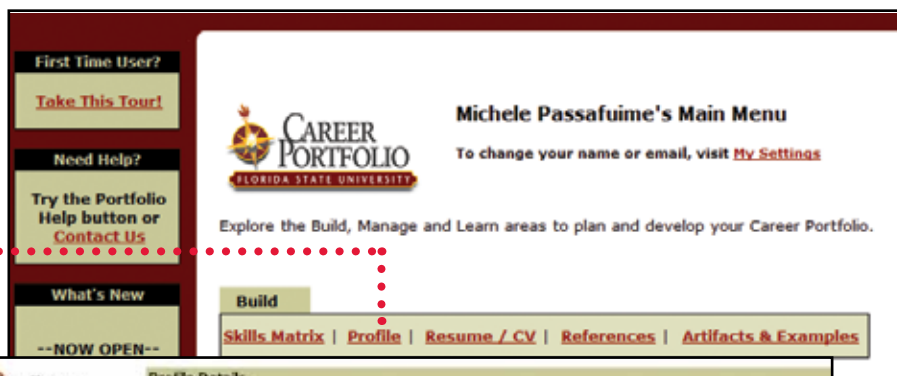 First Time User?
Take This Tour!
Need Help?
Try the Portfolio
Help button or
Contact Us
What's New
--NOW OPEN--
CAREER
PORTFOLIO
FLORIDA STATE UNIVERSITY
Michele Passafuime's Main Menu
To change your name or email, visit My Settings
Explore the Build, Manage and Learn areas to plan and develop your Career Portfolio.
Build
Skills Matrix | Profile | Resume / CV | References | Artifacts & Examples
Profile Details